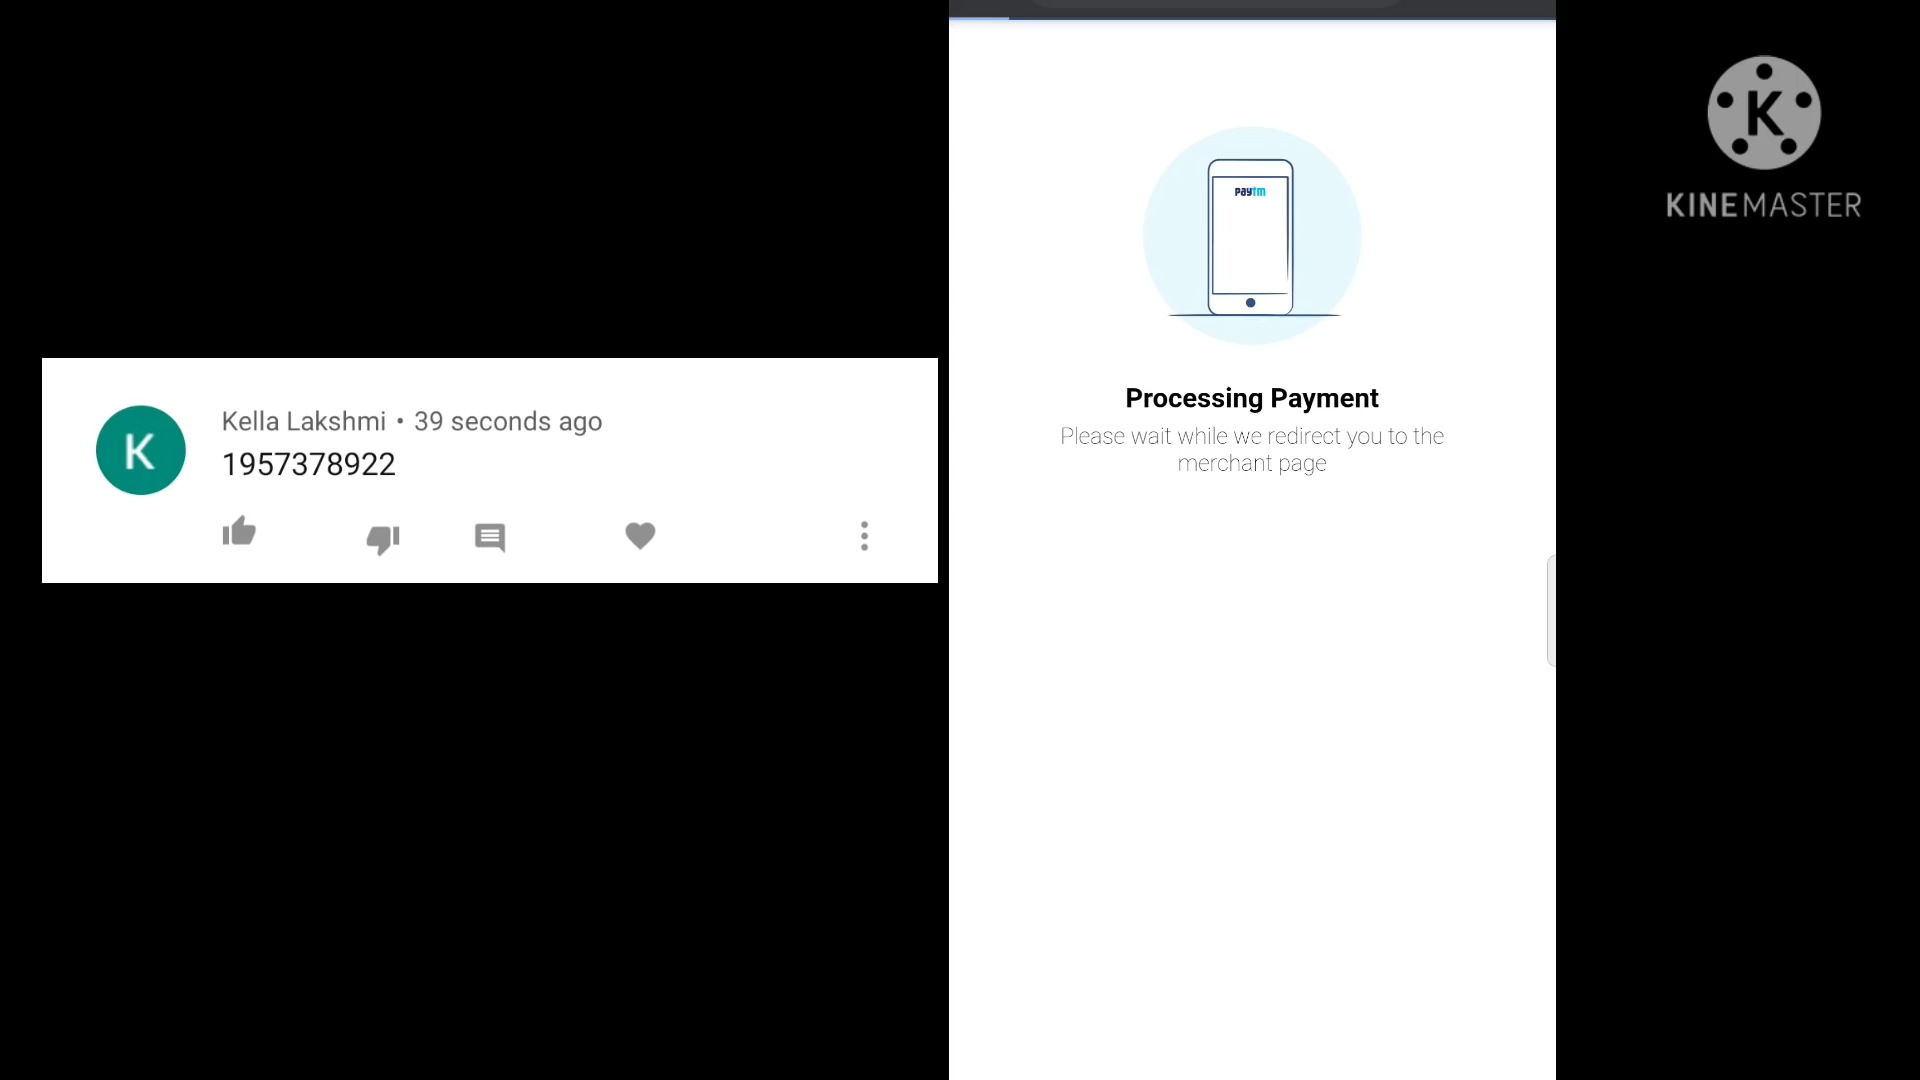 Kella Lakshmi • 39 seconds ago
1957378922
K
paytm
Processing Payment
Please wait while we redirect you to the
merchant page
K
KINEMASTER